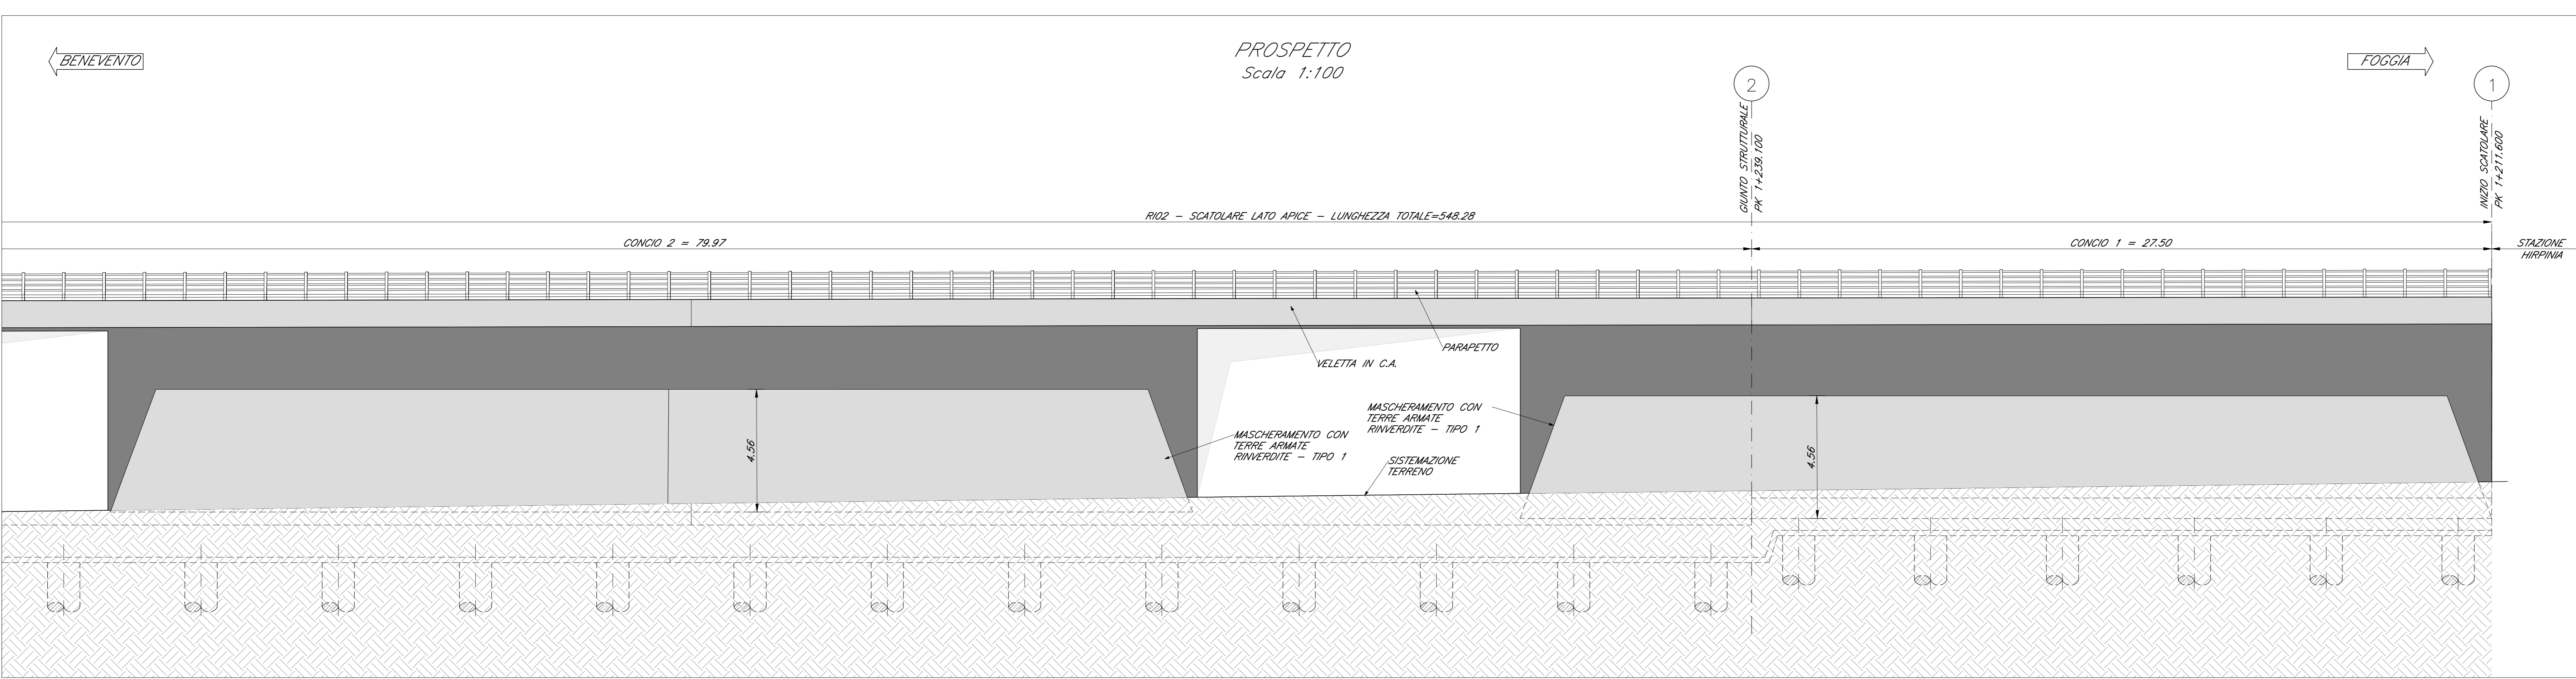 BENEVENTO
PROSPETTO
Scala 1:100
FOGGIA
2
1
GIUNTO STRUTTURALE
PK 1+239.100
INIZIO SCATOLARE
PK 1+211.600
RI02 - SCATOLARE LATO APICE - LUNGHEZZA TOTALE=548.28
CONCIO 2 = 79.97
CONCIO 1 = 27.50
STAZIONE
HIRPINIA
PARAPETTO
VELETTA IN C.A.
MASCHERAMENTO CON
TERRE ARMATE
RINVERDITE - TIPO 1
MASCHERAMENTO CON
TERRE ARMATE
RINVERDITE - TIPO 1
SISTEMAZIONE
TERRENO
4.56
4.56